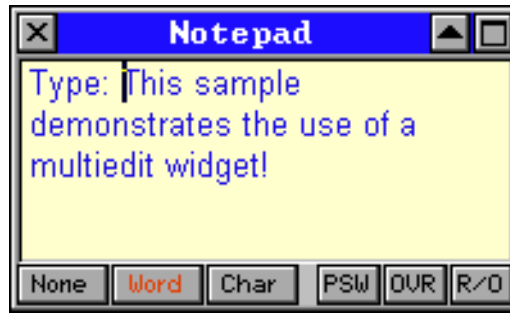 Notepad
Type: This sample
demonstrates the use of a
multiedit widget!
None Word Char PSW OVR R/O